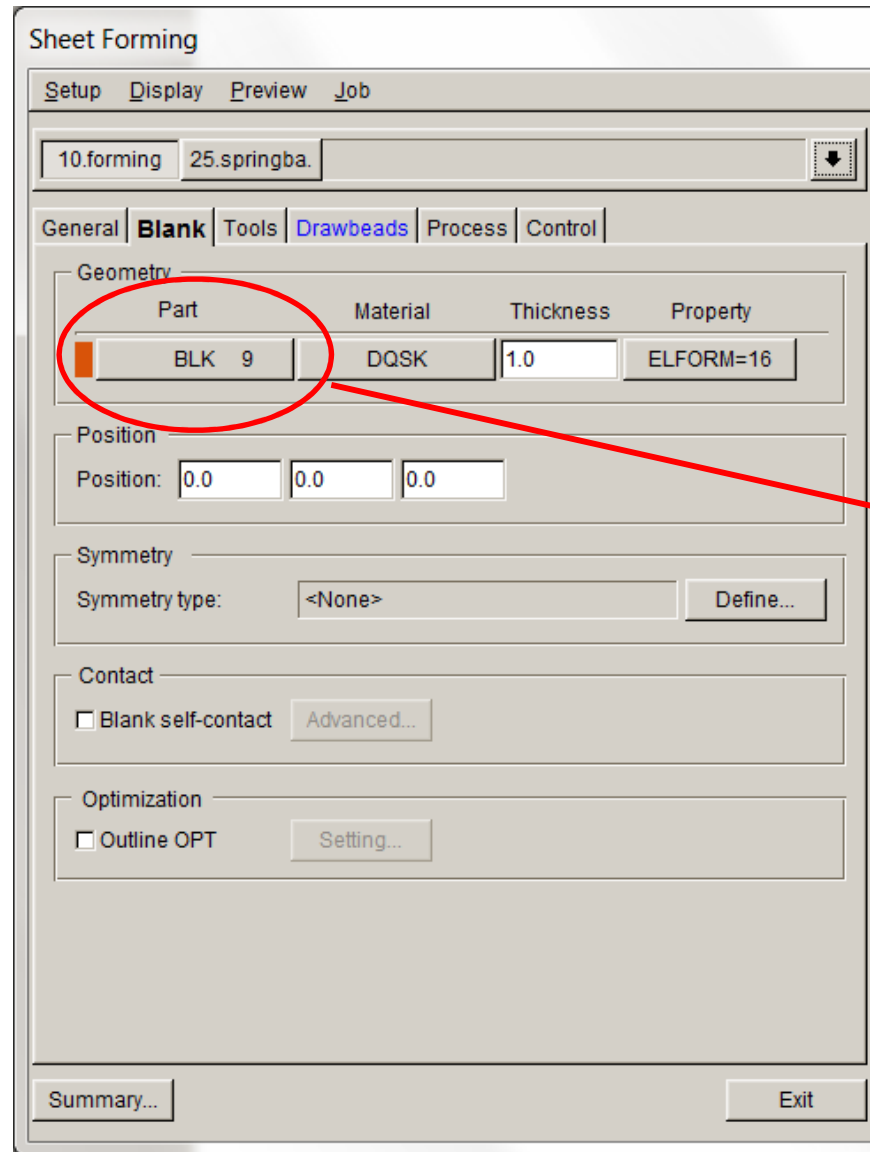 Sheet Forming
Setup Display Preview Job
10.forming 25.springba.
General Blank Tools Drawbeads Process Control
Geometry
Part Material Thickness Property
BLK 9 DQSK 1.0 ELFORM=16
Position
Position: 0.0 0.0 0.0
Symmetry
Symmetry type: <None> Define...
Contact
Blank self-contact Advanced...
Optimization
Outline OPT Setting...
Summary... Exit